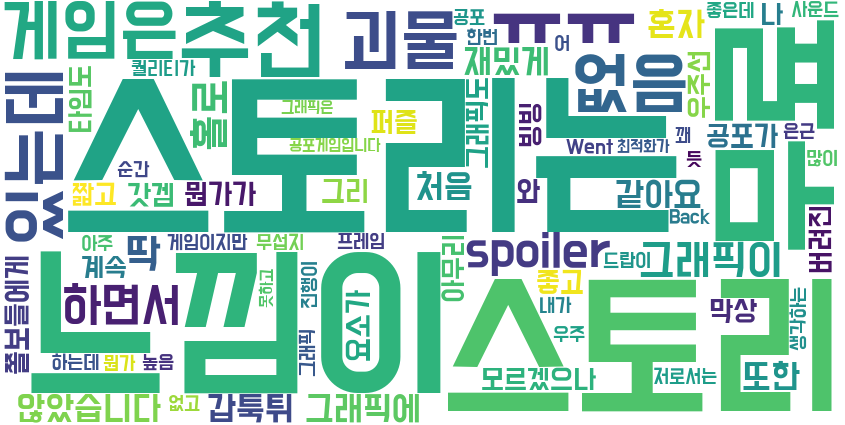 게임은 추천 괴물 ㅠㅠ 혼자 좋은데 나 사운드
퀄리티가 공포 한번 어
재밌게 없음 우주선 먀
있는데 타임도 홀로 스토리는 마
그래픽은 퍼즐 그래픽도 빙빙
공포게임입니다 Went 최적화가 꽤 공포가 은근
순간 듯 많이
짧고 갓겜 뭔가가 그리 처음 와 같아요
Back 버려진
아주 게임이지만 무섭지 프레임 아무리 spoiler 드랍이 그래픽이
계속 딱 느낌이 스토리
쫄보들에게 하면서 못하고 진행이 요소가 좋고 내가 막상 생각하는
하는데 뭔가 높음 그래픽 우주
모르겠으나 저로서는 또한
않았습니다 없고 갑툭튀 그래픽에